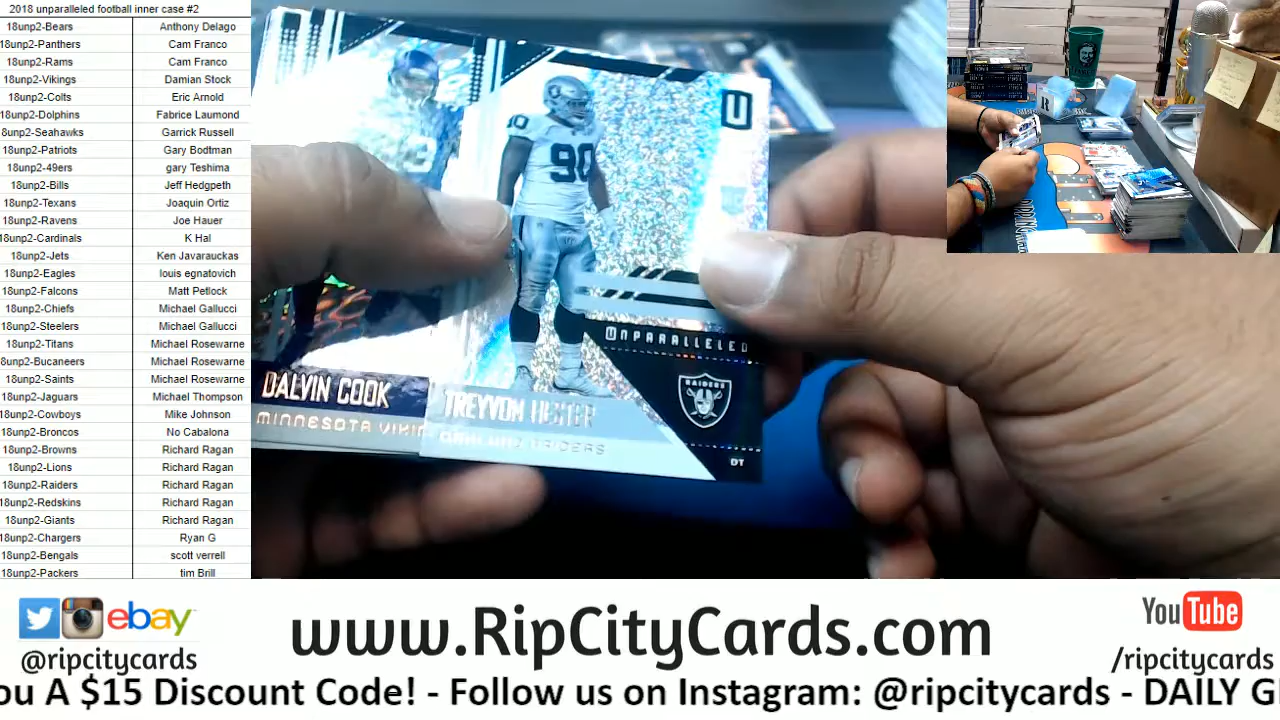 2018 unparalleled football inner case #2
18unp2-Bears Anthony Delago
18unp2-Panthers Cam Franco
18unp2-Rams Cam Franco
18unp2-Vikings Damian Stock
18unp2-Colts Eric Arnold
18unp2-Dolphins Fabrice Laumond
8unp2-Seahawks Garrick Russell
18unp2-Patriots Gary Bodtman
18unp2-49ers gary Teshima
18unp2-Bills Jeff Hedgpeth
18unp2-Texans Joaquin Ortiz
18unp2-Ravens Joe Hauer
18unp2-Cardinals K Hal
18unp2-Jets Ken Javarauckas
18unp2-Eagles louis egnatovich
18unp2-Falcons Matt Petlock
18unp2-Chiefs Michael Gallucci
18unp2-Steelers Michael Gallucci
18unp2-Titans Michael Rosewarne
8unp2-Bucaneers Michael Rosewarne
18unp2-Saints Michael Rosewarne
18unp2-Jaguars Michael Thompson
8unp2-Cowboys Mike Johnson
18unp2-Broncos No Cabalona
18unp2-Browns Richard Ragan
18unp2-Lions Richard Ragan
18unp2-Raiders Richard Ragan
8unp2-Redskins Richard Ragan
18unp2-Giants Richard Ragan
18unp2-Chargers Ryan G
18unp2-Bengals scott verrell
18unp2-Packers tim Brill
90
90
UNPARALLELED
RAIDERS
DT
DALVIN COOK
MINNESOTA VIKIN
TREYVON HESTER
OAKLAND RAIDERS
ebay
@ripcitycards
www.RipCityCards.com
YouTube
/ripcitycards
ou A $15 Discount Code! - Follow us on Instagram: @ripcitycards - DAILY G